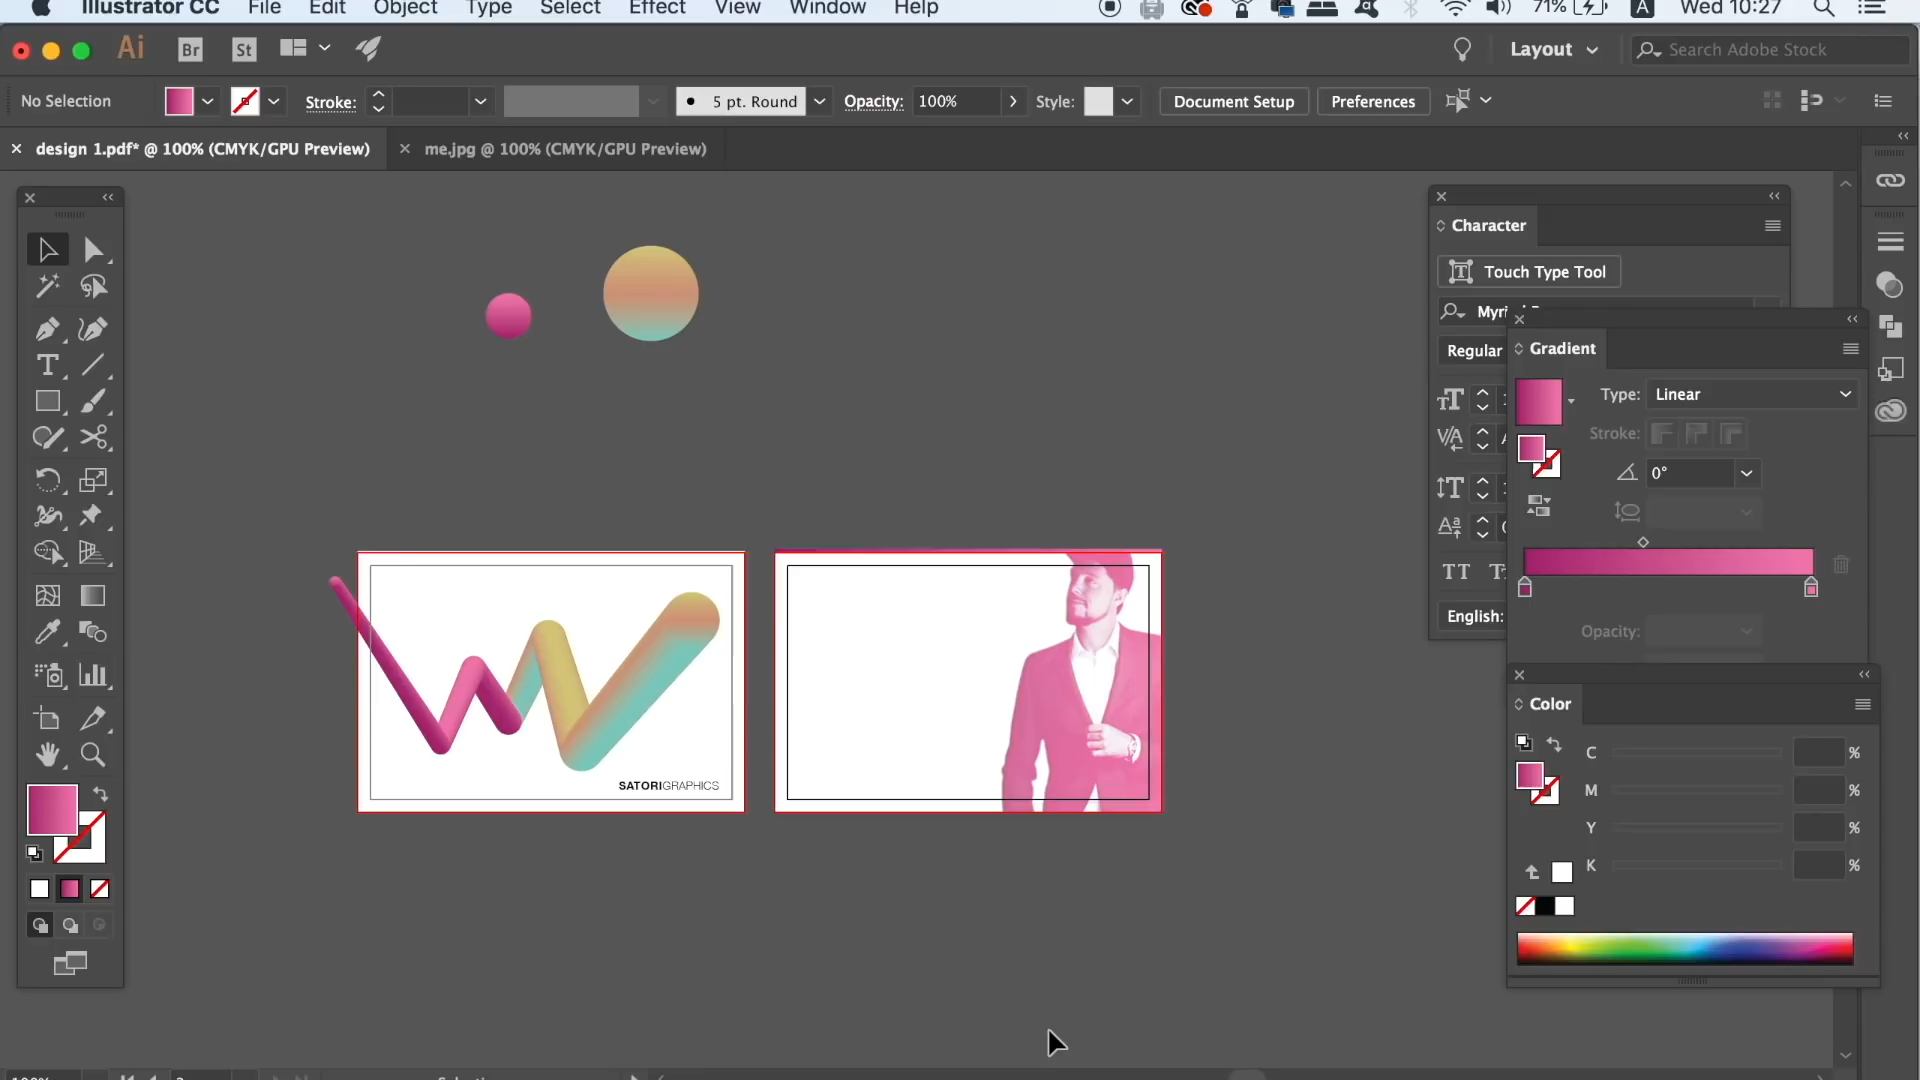 Illustrator CC File Edit Object Type Select Effect View Window Help 71% A Wed 10:27
Ai Br St Layout Search Adobe Stock
No Selection Stroke: 5 pt. Round Opacity: 100% Style: Document Setup Preferences
design 1.pdf* @ 100% (CMYK/GPU Preview) me.jpg @ 100% (CMYK/GPU Preview)
Character
Touch Type Tool
Gradient
Regular
Type: Linear
Stroke:
0°
English:
Opacity:
Color
C %
M %
Y %
K %
SATORIGRAPHICS